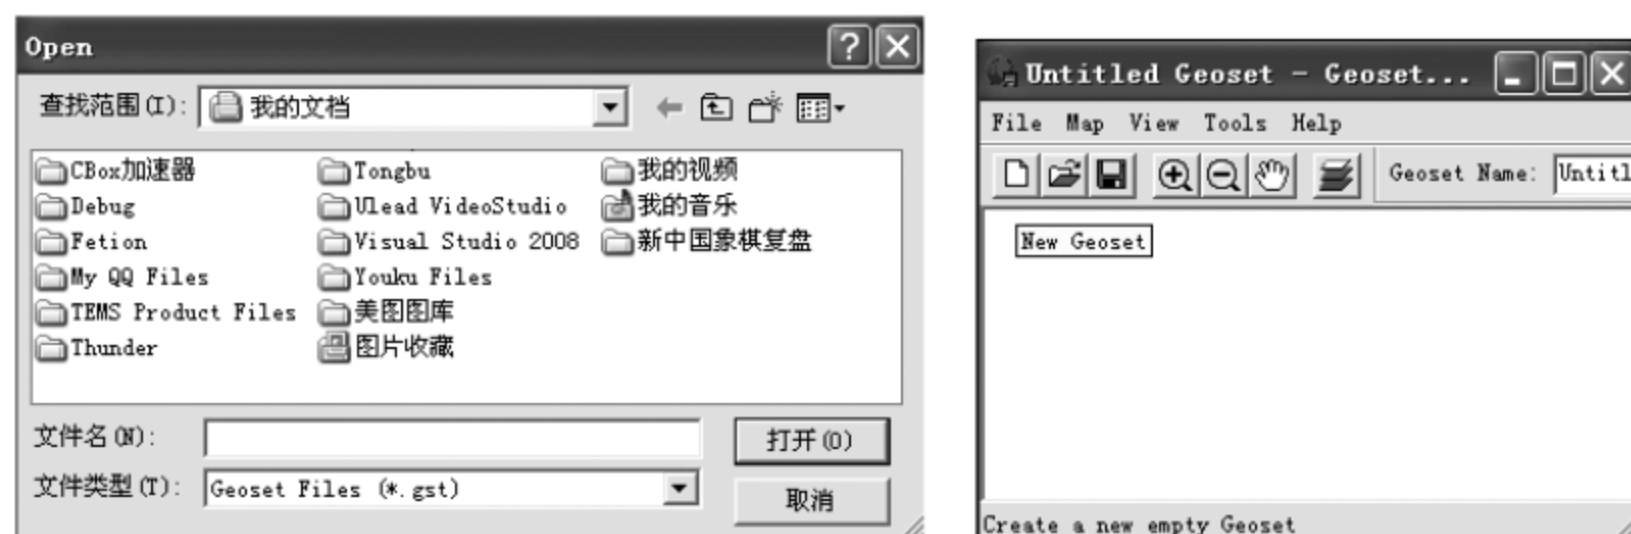 Open
查找范围(I): 我的文档
CBox加速器
Debug
Fetion
My QQ Files
TEMS Product Files
Thunder
Tongbu
Ulead VideoStudio
Visual Studio 2008
Youku Files
美图图库
图片收藏
我的视频
我的音乐
新中国象棋复盘
文件名(N):
打开(O)
文件类型(T): Geoset Files (*.gst)
取消
Untitled Geoset - Geoset...
File Map View Tools Help
Geoset Name: Untitl
New Geoset
Create a new empty Geoset